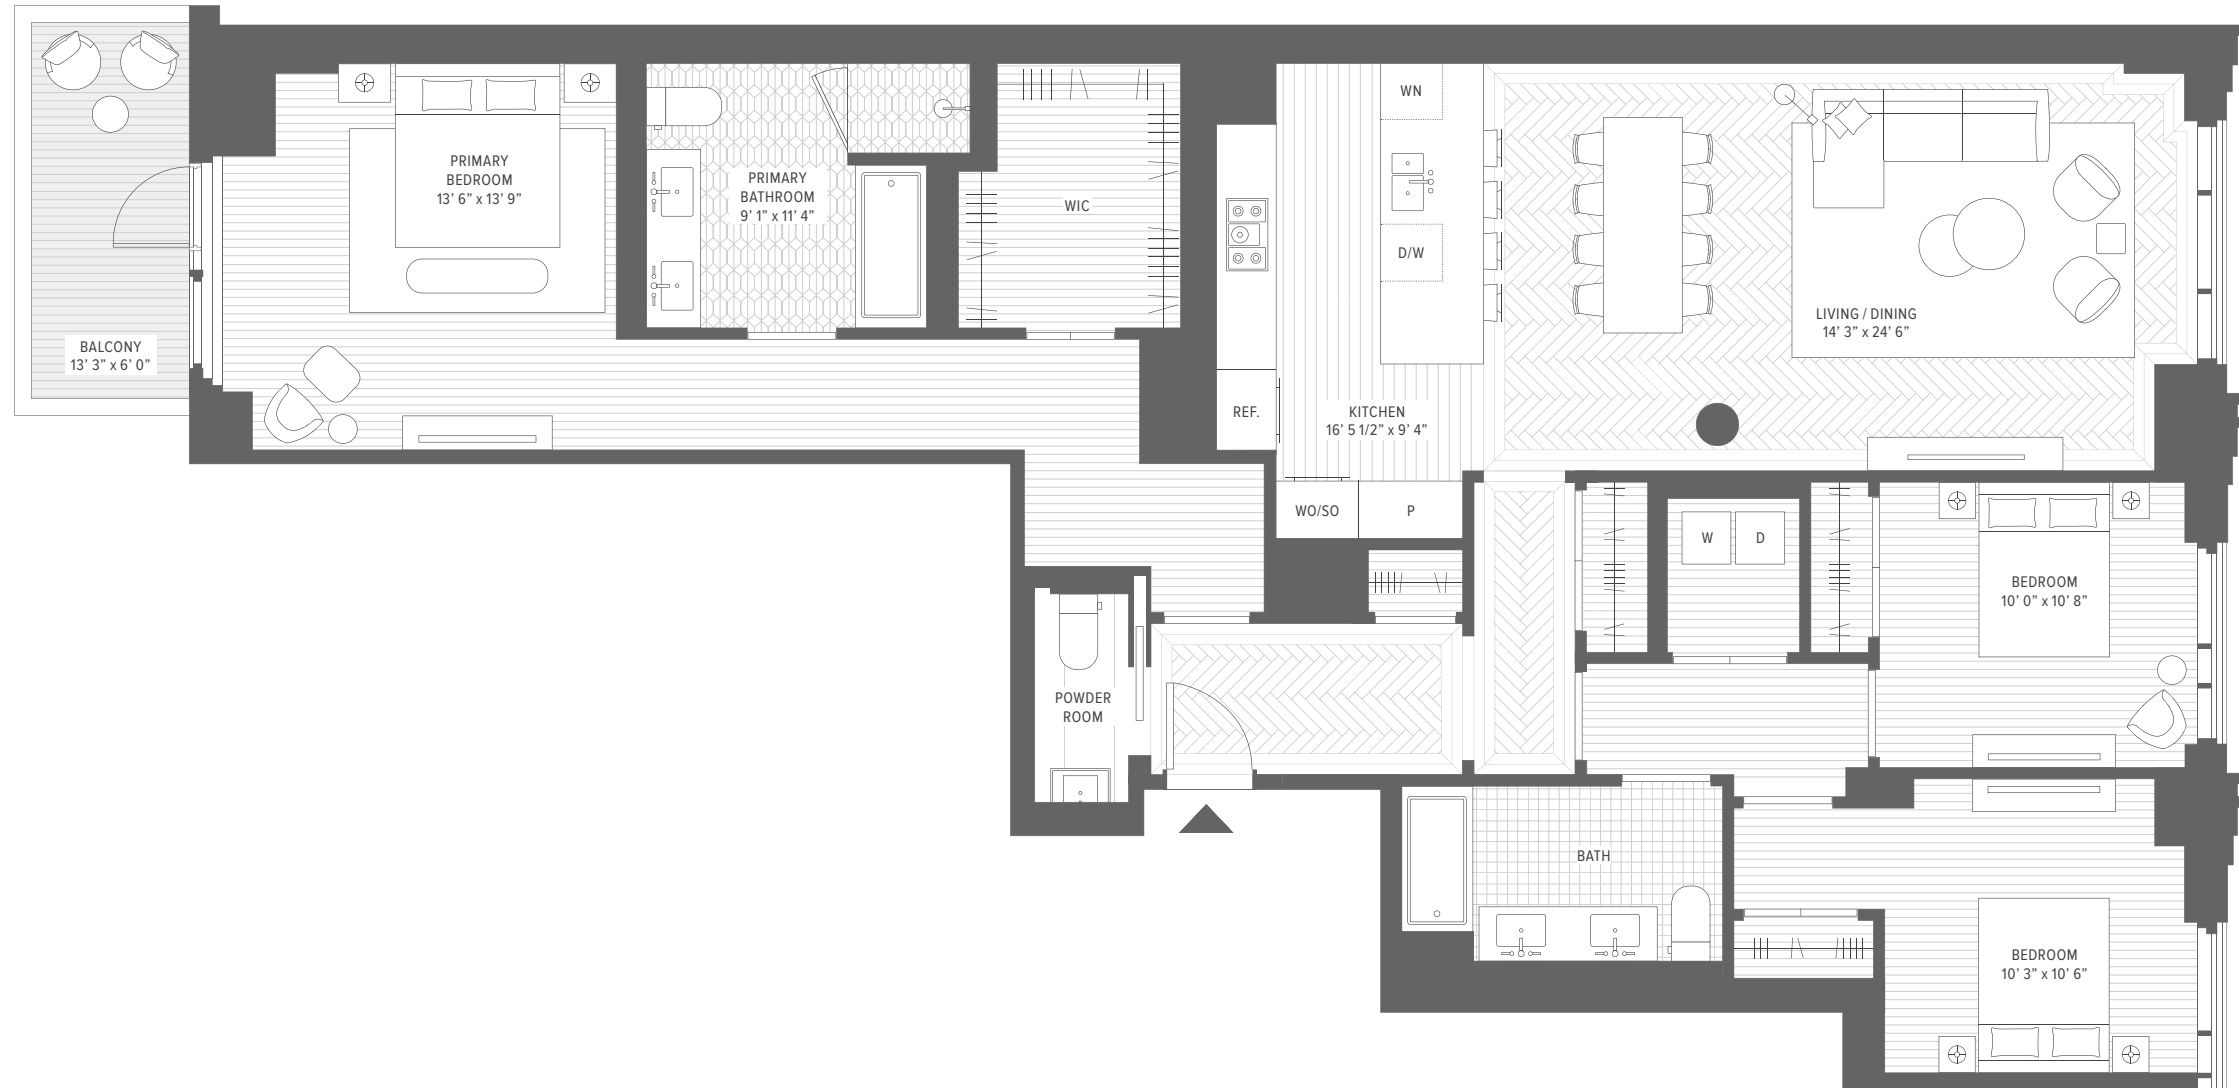 BALCONY
13’ 3” x 6’ 0”
PRIMARY
BEDROOM
13’ 6” x 13’ 9”
PRIMARY
BATHROOM
9’ 1” x 11’ 4”
WIC
WN
D/W
REF.
KITCHEN
16’ 5 1/2” x 9’ 4”
WO/SO
P
LIVING / DINING
14’ 3” x 24’ 6”
W
D
BEDROOM
10’ 0” x 10’ 8”
POWDER
ROOM
BATH
BEDROOM
10’ 3” x 10’ 6”